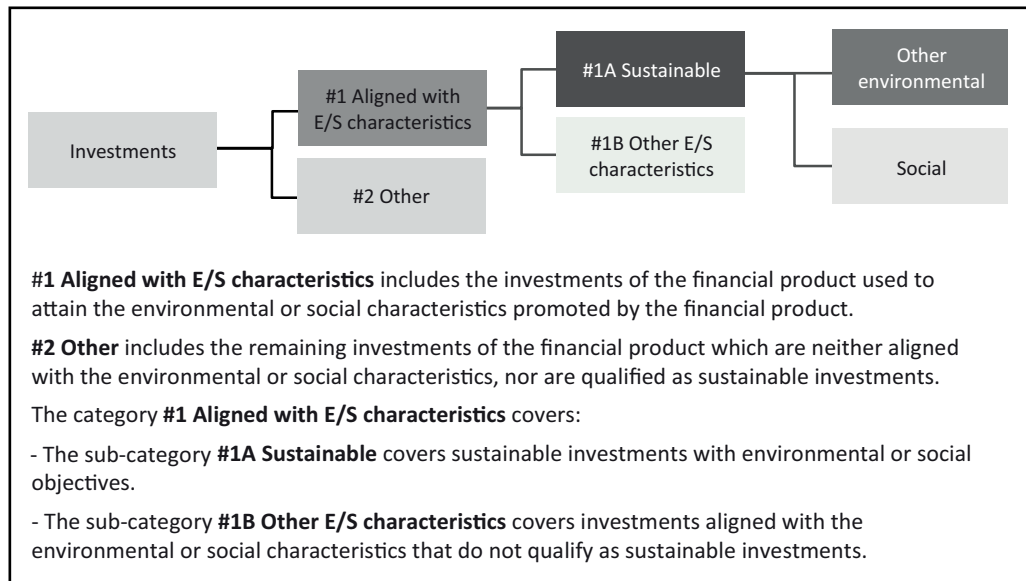 Investments
#1 Aligned with
E/S characteristics
#2 Other
#1A Sustainable
#1B Other E/S
characteristics
Other
environmental
Social
#1 Aligned with E/S characteristics includes the investments of the financial product used to
attain the environmental or social characteristics promoted by the financial product.
#2 Other includes the remaining investments of the financial product which are neither aligned
with the environmental or social characteristics, nor are qualified as sustainable investments.
The category #1 Aligned with E/S characteristics covers:
- The sub-category #1A Sustainable covers sustainable investments with environmental or social
objectives.
- The sub-category #1B Other E/S characteristics covers investments aligned with the
environmental or social characteristics that do not qualify as sustainable investments.